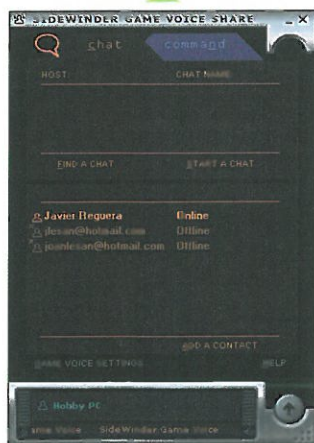 SIDEWINDER GAME VOICE SHARE
chat command
HOST CHAT NAME
FIND A CHAT START A CHAT
Javier Reguera Online
jlesan@hotmail.com Offline
joanlesan@hotmail.com Offline
ADD A CONTACT
GAME VOICE SETTINGS HELP
Hobby PC
ame Voice SideWinder Game Voice